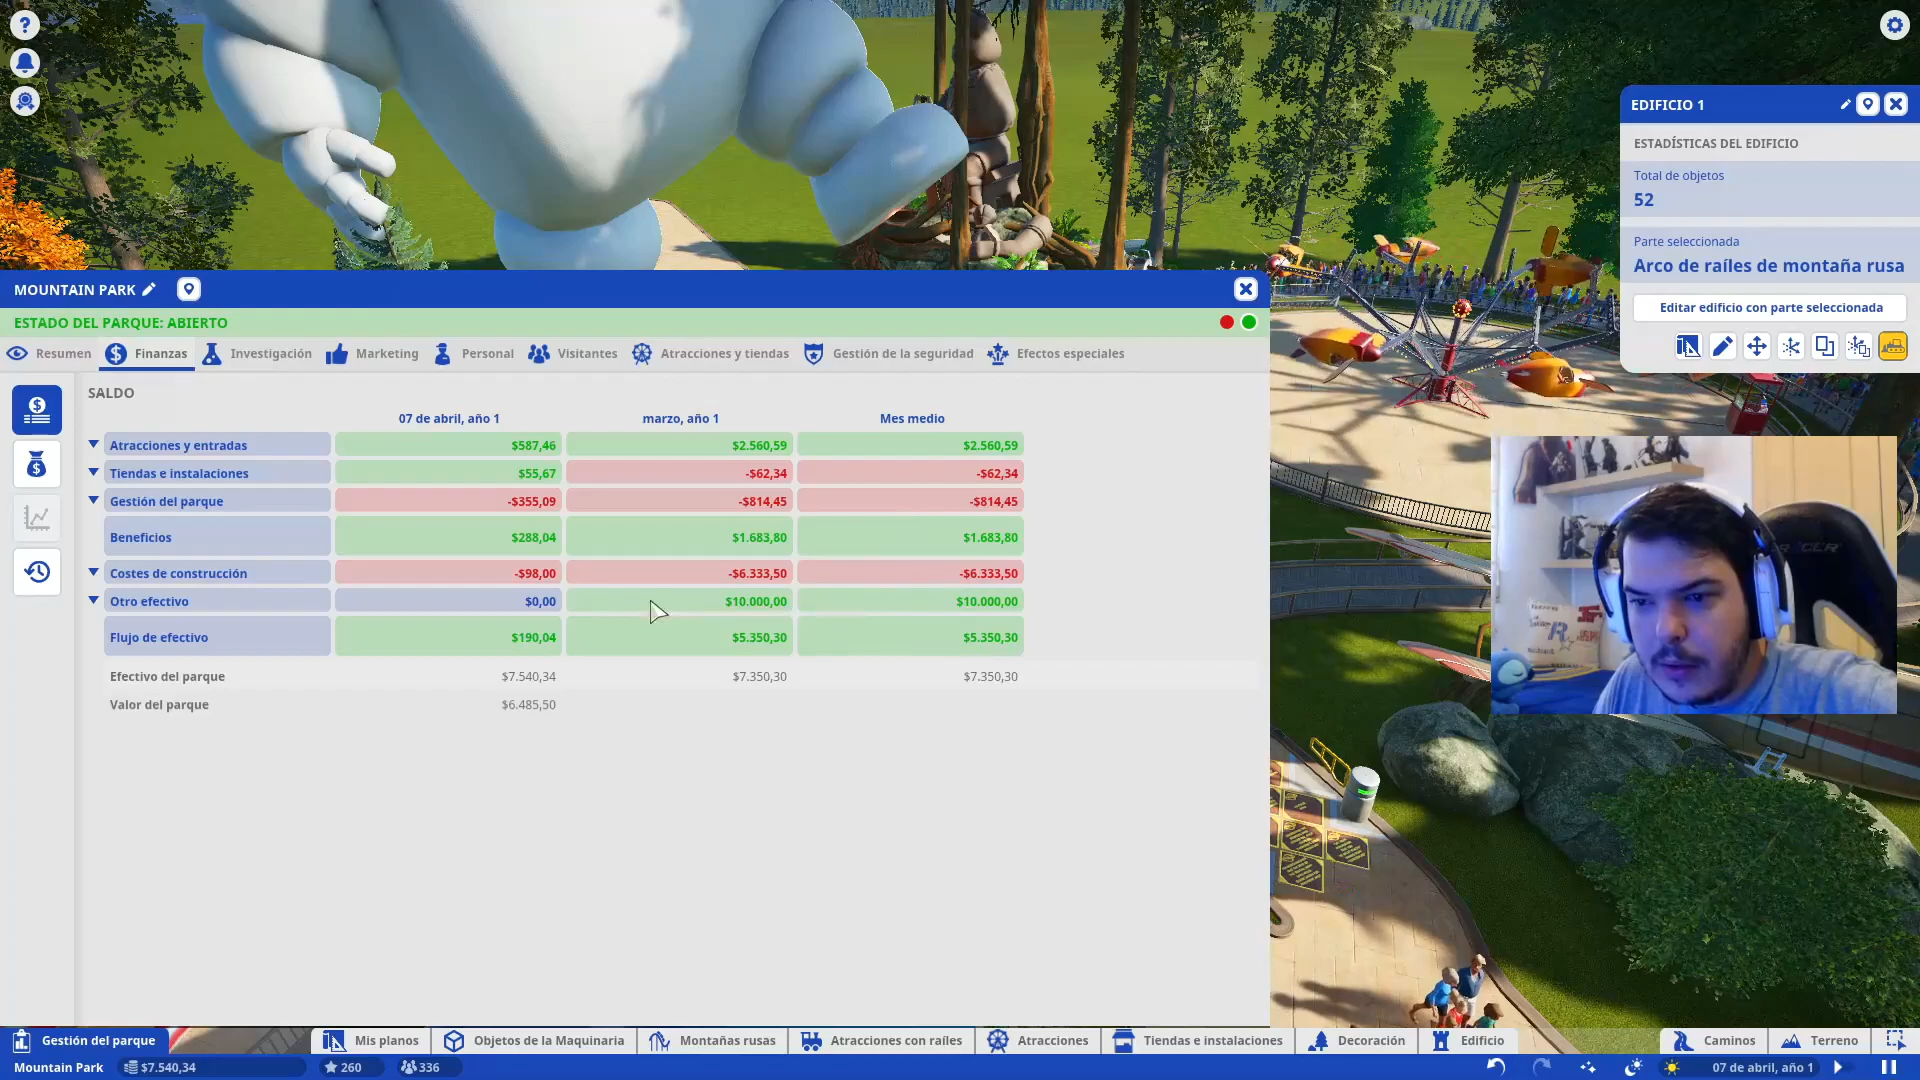 EDIFICIO 1
ESTADÍSTICAS DEL EDIFICIO
Total de objetos
52
Parte seleccionada
Arco de raíles de montaña rusa
Editar edificio con parte seleccionada
MOUNTAIN PARK
ESTADO DEL PARQUE: ABIERTO
Resumen Finanzas Investigación Marketing Personal Visitantes Atracciones y tiendas Gestión de la seguridad Efectos especiales
SALDO
07 de abril, año 1 marzo, año 1 Mes medio
Atracciones y entradas $587,46 $2.560,59 $2.560,59
Tiendas e instalaciones $55,67 -$62,34 -$62,34
Gestión del parque -$355,09 -$814,45 -$814,45
Beneficios $288,04 $1.683,80 $1.683,80
Costes de construcción -$98,00 -$6.333,50 -$6.333,50
Otro efectivo $0,00 $10.000,00 $10.000,00
Flujo de efectivo $190,04 $5.350,30 $5.350,30
Efectivo del parque $7.540,34 $7.350,30 $7.350,30
Valor del parque $6.485,50
Gestión del parque Mis planos Objetos de la Maquinaria Montañas rusas Atracciones con raíles Atracciones Tiendas e instalaciones Decoración Edificio Caminos Terreno
Mountain Park $7.540,34 260 336 07 de abril, año 1